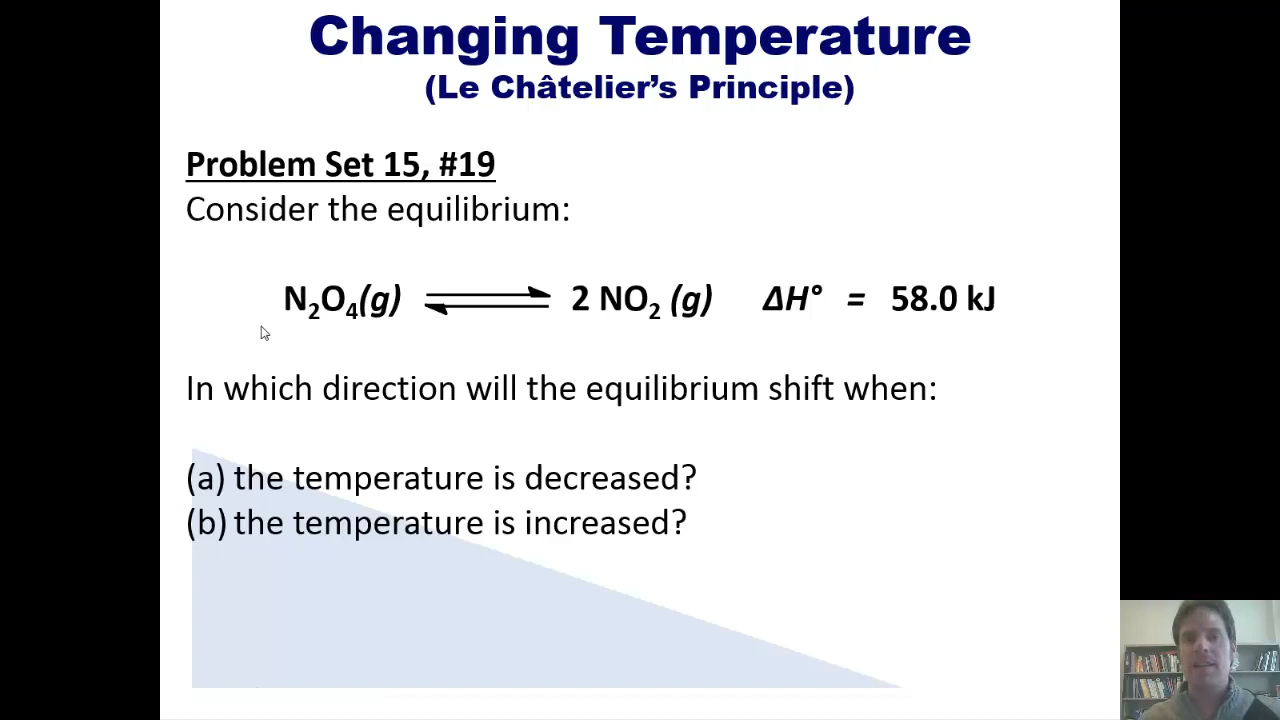 Changing Temperature
(Le Châtelier's Principle)
Problem Set 15, #19
Consider the equilibrium:
N₂O₄(g) ⇌ 2 NO₂ (g) ΔH° = 58.0 kJ
In which direction will the equilibrium shift when:
(a) the temperature is decreased?
(b) the temperature is increased?